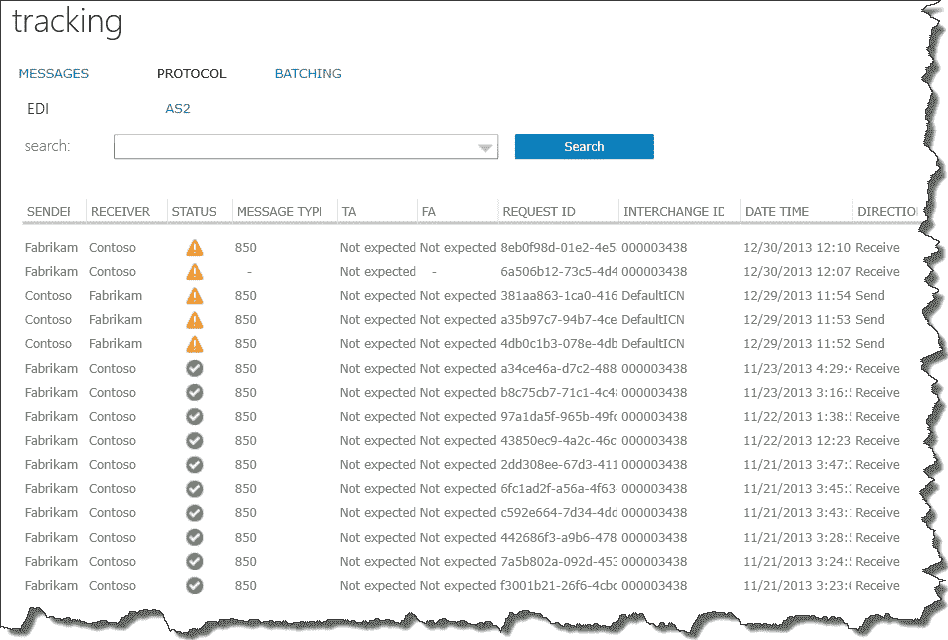 tracking
MESSAGES PROTOCOL BATCHING
EDI AS2
search:
Search
SENDEI RECEIVER STATUS MESSAGE TYPI TA FA REQUEST ID INTERCHANGE IC DATE TIME DIRECTIO
Fabrikam Contoso 850 Not expected Not expected 8eb0f98d-01e2-4e5 000003438 12/30/2013 12:10 Receive
Fabrikam Contoso - Not expected - 6a506b12-73c5-4d4 000003438 12/30/2013 12:07 Receive
Contoso Fabrikam 850 Not expected Not expected 381aa863-1ca0-416 DefaultICN 12/29/2013 11:54 Send
Contoso Fabrikam 850 Not expected Not expected a35b97c7-94b7-4ce DefaultICN 12/29/2013 11:53 Send
Contoso Fabrikam 850 Not expected Not expected 4db0c1b3-078e-4db DefaultICN 12/29/2013 11:52 Send
Fabrikam Contoso 850 Not expected Not expected a34ce46a-d7c2-488 000003438 11/23/2013 4:29: Receive
Fabrikam Contoso 850 Not expected Not expected b8c75cb7-71c1-4c4 000003438 11/23/2013 3:16: Receive
Fabrikam Contoso 850 Not expected Not expected 97a1da5f-965b-49f 000003438 11/22/2013 1:38: Receive
Fabrikam Contoso 850 Not expected Not expected 43850ec9-4a2c-46c 000003438 11/22/2013 12:23 Receive
Fabrikam Contoso 850 Not expected Not expected 2dd308ee-67d3-411 000003438 11/21/2013 3:47: Receive
Fabrikam Contoso 850 Not expected Not expected 6fc1ad2f-a56a-4f63 000003438 11/21/2013 3:45: Receive
Fabrikam Contoso 850 Not expected Not expected c592e664-7d34-4dc 000003438 11/21/2013 3:43: Receive
Fabrikam Contoso 850 Not expected Not expected 442686f3-a9b6-478 000003438 11/21/2013 3:28: Receive
Fabrikam Contoso 850 Not expected Not expected 7a5b802a-092d-453 000003438 11/21/2013 3:24: Receive
Fabrikam Contoso 850 Not expected Not expected f3001b21-26f6-4cbc 000003438 11/21/2013 3:23: Receive